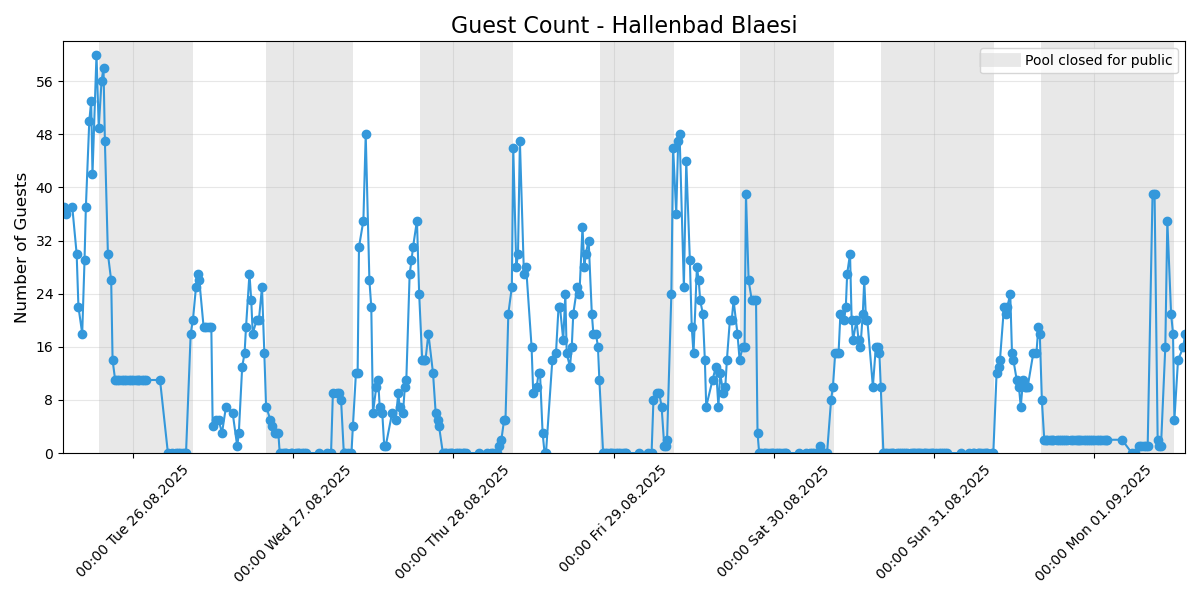 Guest Count - Hallenbad Blaesi
Pool closed for public
Number of Guests
56
48
40
32
24
16
8
0
00:00 Tue 26.08.2025
00:00 Wed 27.08.2025
00:00 Thu 28.08.2025
00:00 Fri 29.08.2025
00:00 Sat 30.08.2025
00:00 Sun 31.08.2025
00:00 Mon 01.09.2025